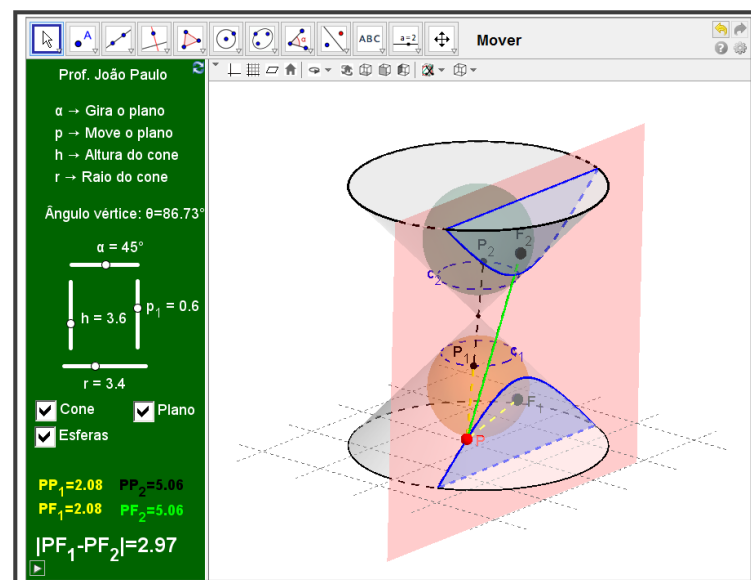 A
α
ABC
a=2
Mover
Prof. João Paulo
α → Gira o plano
p → Move o plano
h → Altura do cone
r → Raio do cone
Ângulo vértice: θ=86.73°
α = 45°
h = 3.6
p₁ = 0.6
r = 3.4
Cone
Plano
Esferas
PP₁=2.08 PP₂=5.06
PF₁=2.08 PF₂=5.06
|PF₁-PF₂|=2.97
P₂
F₂
c₂
P₁
c₁
F₁
P